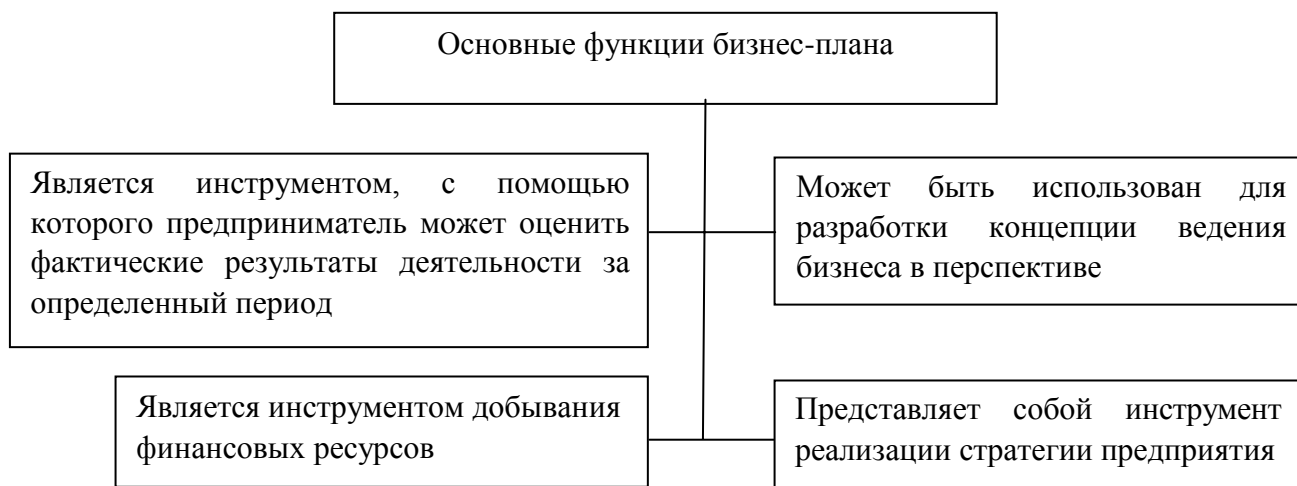 Основные функции бизнес-плана
Является инструментом, с помощью
которого предприниматель может оценить
фактические результаты деятельности за
определенный период
Может быть использован для
разработки концепции ведения
бизнеса в перспективе
Является инструментом добывания
финансовых ресурсов
Представляет собой инструмент
реализации стратегии предприятия